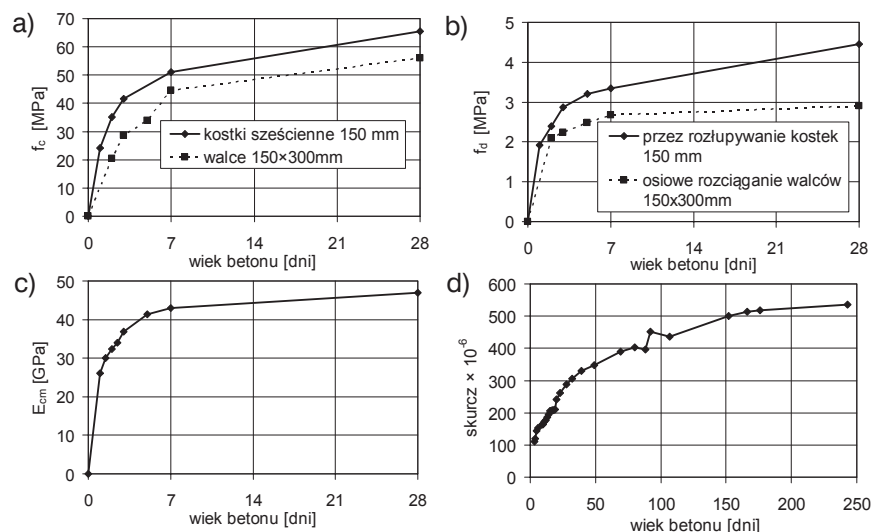 a)
70
60
50
40
30
20
10
0
f_c [MPa]
kostki sześcienne 150 mm
walce 150×300mm
0 7 14 21 28
wiek betonu [dni]
b)
5
4
3
2
1
0
f_d [MPa]
przez rozłupywanie kostek
150 mm
osiowe rozciąganie walców
150x300mm
0 7 14 21 28
wiek betonu [dni]
c)
50
40
30
20
10
0
E_cm [GPa]
0 7 14 21 28
wiek betonu [dni]
d)
600
500
400
300
200
100
0
skurcz × 10^-6
0 50 100 150 200 250
wiek betonu [dni]